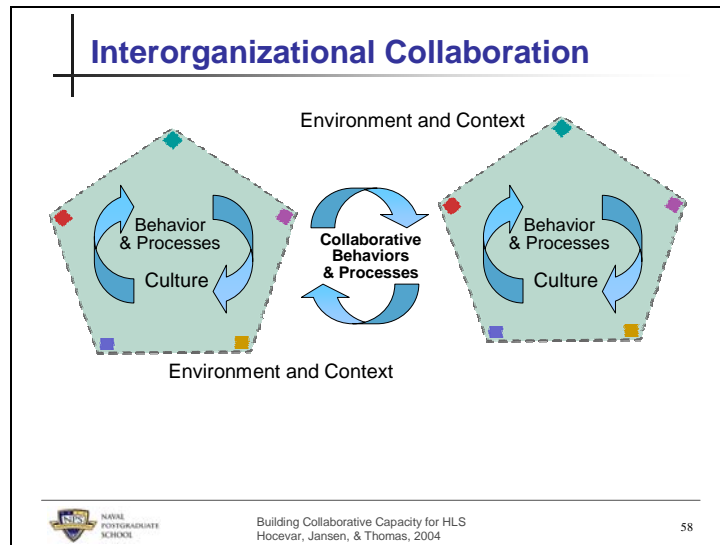 Interorganizational Collaboration
Environment and Context
Behavior
& Processes
Culture
Collaborative
Behaviors
& Processes
Behavior
& Processes
Culture
Environment and Context
NPS
NAVAL
POSTGRADUATE
SCHOOL
Building Collaborative Capacity for HLS
Hocevar, Jansen, & Thomas, 2004
58